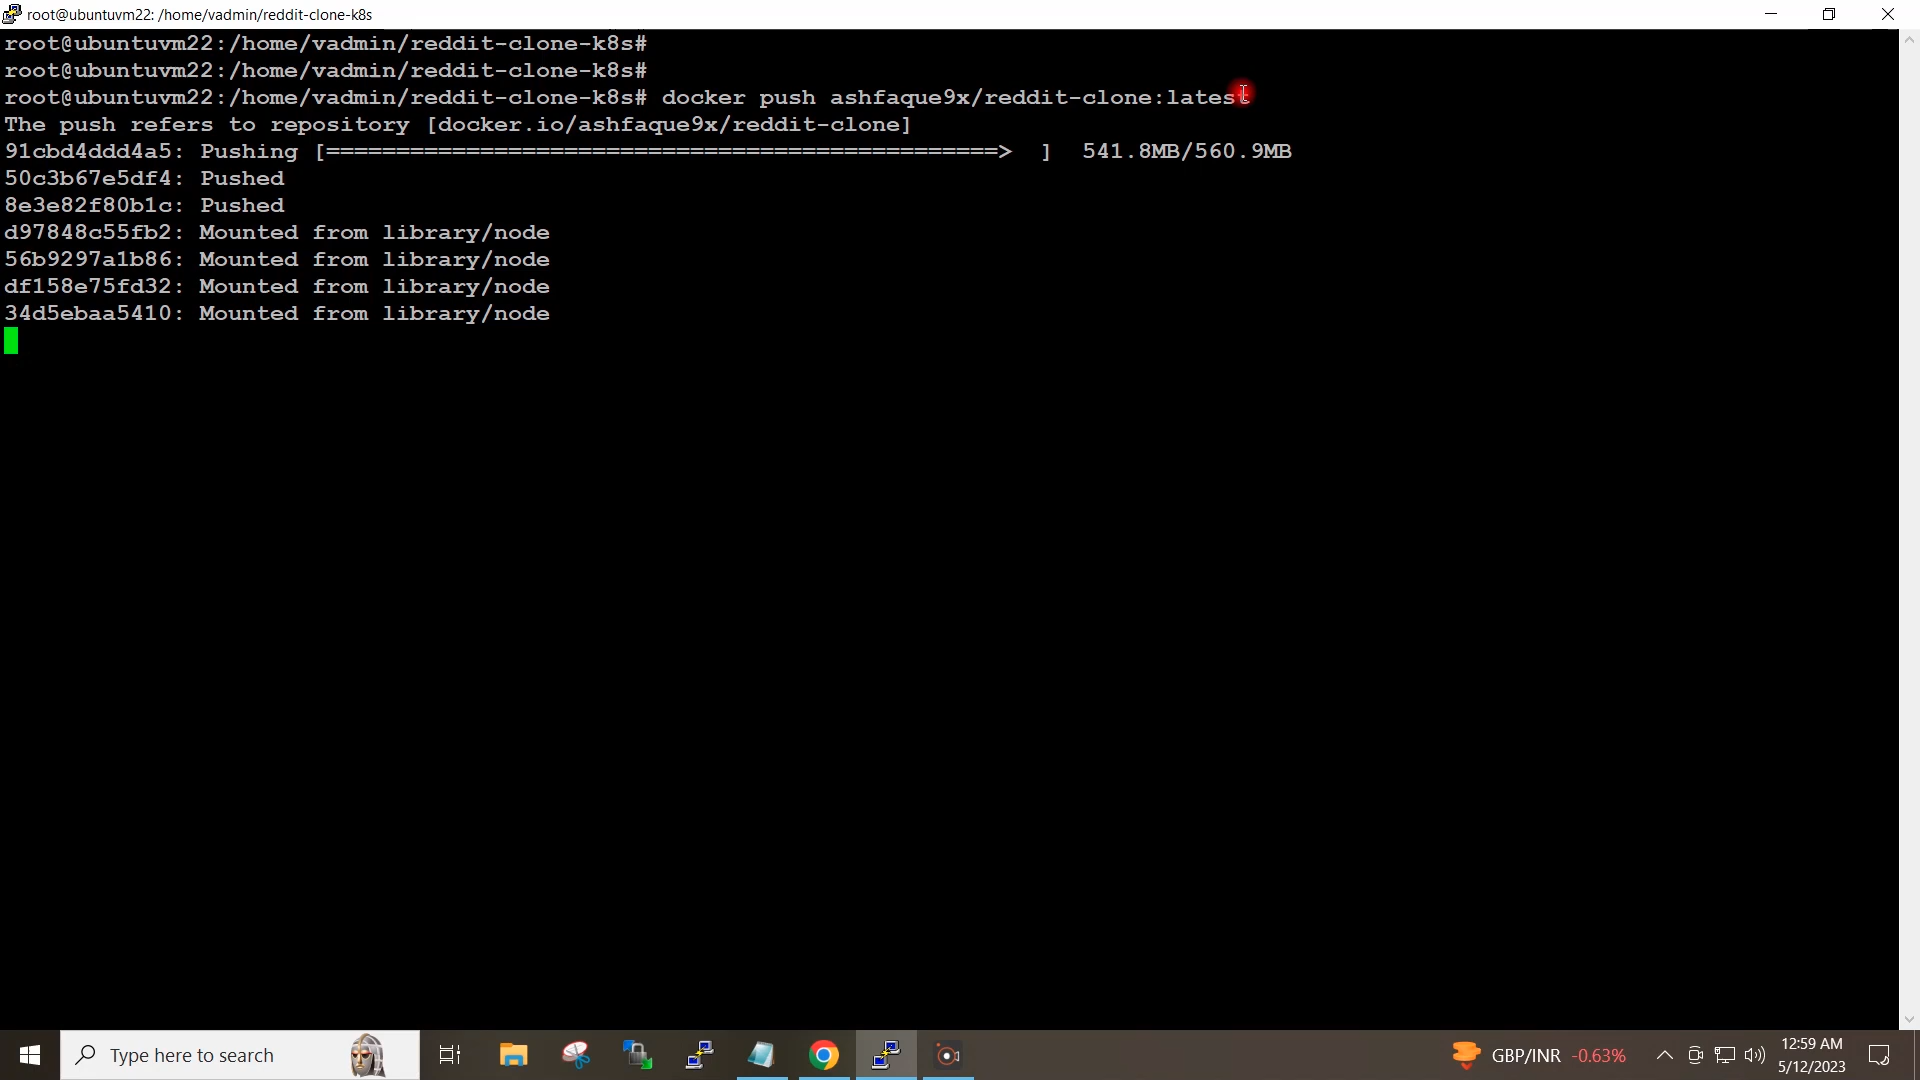 root@ubuntuvm22: /home/vadmin/reddit-clone-k8s
root@ubuntuvm22:/home/vadmin/reddit-clone-k8s#
root@ubuntuvm22:/home/vadmin/reddit-clone-k8s#
root@ubuntuvm22:/home/vadmin/reddit-clone-k8s# docker push ashfaque9x/reddit-clone:latest
The push refers to repository [docker.io/ashfaque9x/reddit-clone]
91cbd4ddd4a5: Pushing [================================================>  ]  541.8MB/560.9MB
50c3b67e5df4: Pushed
8e3e82f80b1c: Pushed
d97848c55fb2: Mounted from library/node
56b9297a1b86: Mounted from library/node
df158e75fd32: Mounted from library/node
34d5ebaa5410: Mounted from library/node
Type here to search
GBP/INR -0.63%
12:59 AM
5/12/2023